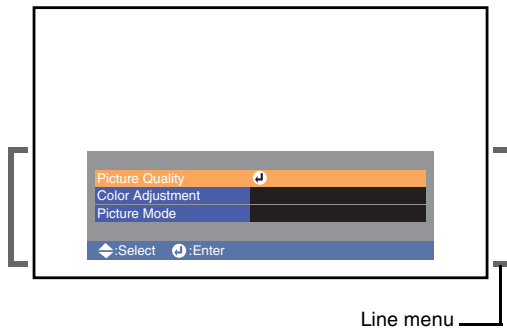 Picture Quality
Color Adjustment
Picture Mode
:Select :Enter
Line menu